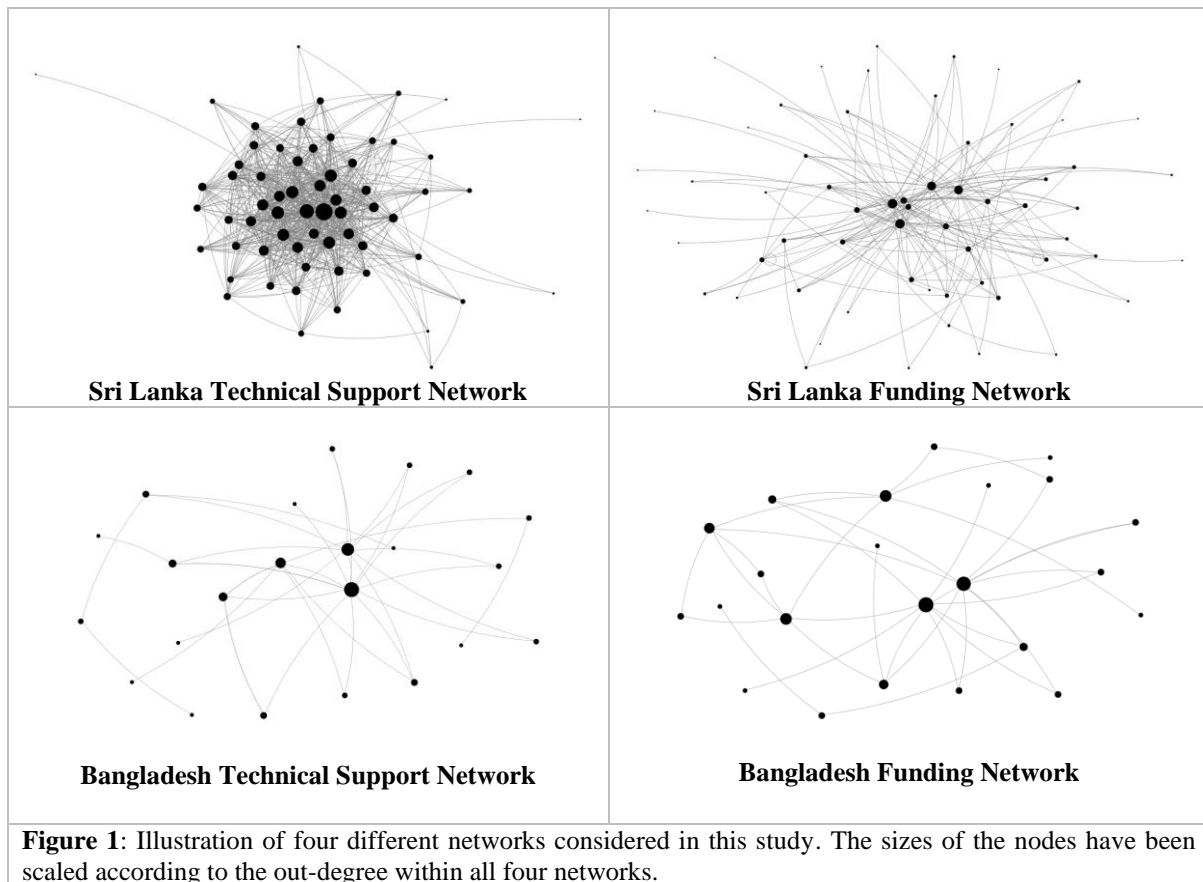 Sri Lanka Technical Support Network
Sri Lanka Funding Network
Bangladesh Technical Support Network
Bangladesh Funding Network
Figure 1: Illustration of four different networks considered in this study. The sizes of the nodes have been
scaled according to the out-degree within all four networks.